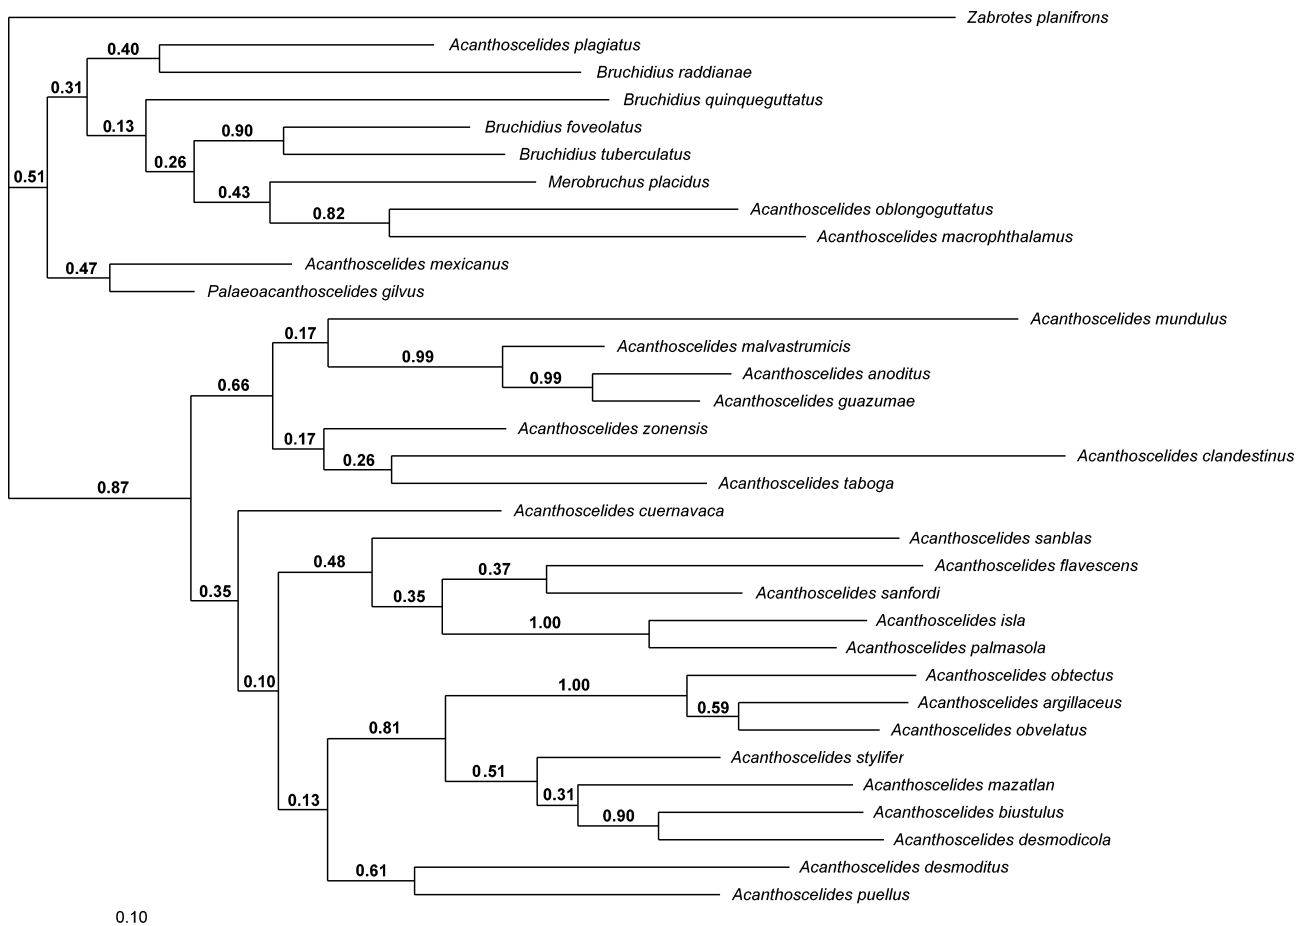 Zabrotes planifrons
0.40
Acanthoscelides plagiatus
Bruchidius raddianae
0.31
Bruchidius quinqueguttatus
0.13
0.90
Bruchidius foveolatus
Bruchidius tuberculatus
0.26
0.51
Merobruchus placidus
0.43
0.82
Acanthoscelides oblongoguttatus
Acanthoscelides macrophthalamus
0.47
Acanthoscelides mexicanus
Palaeoacanthoscelides gilvus
Acanthoscelides mundulus
0.17
Acanthoscelides malvastrumicis
0.99
0.99
Acanthoscelides anoditus
0.66
Acanthoscelides guazumae
Acanthoscelides zonensis
0.17
0.26
Acanthoscelides clandestinus
Acanthoscelides taboga
0.87
Acanthoscelides cuernavaca
Acanthoscelides sanblas
0.48
0.37
Acanthoscelides flavescens
0.35
0.35
Acanthoscelides sanfordi
1.00
Acanthoscelides isla
Acanthoscelides palmasola
0.10
1.00
Acanthoscelides obtectus
0.59
Acanthoscelides argillaceus
0.81
Acanthoscelides obvelatus
Acanthoscelides stylifer
0.51
Acanthoscelides mazatlan
0.13
0.31
0.90
Acanthoscelides biustulus
Acanthoscelides desmodicola
0.61
Acanthoscelides desmoditus
Acanthoscelides puellus
0.10